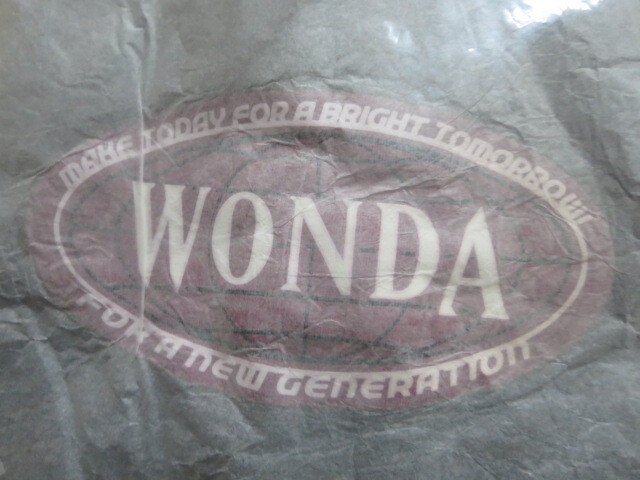 MAKE TODAY FOR A BRIGHT TOMORROW
WONDA
FOR A NEW GENERATION